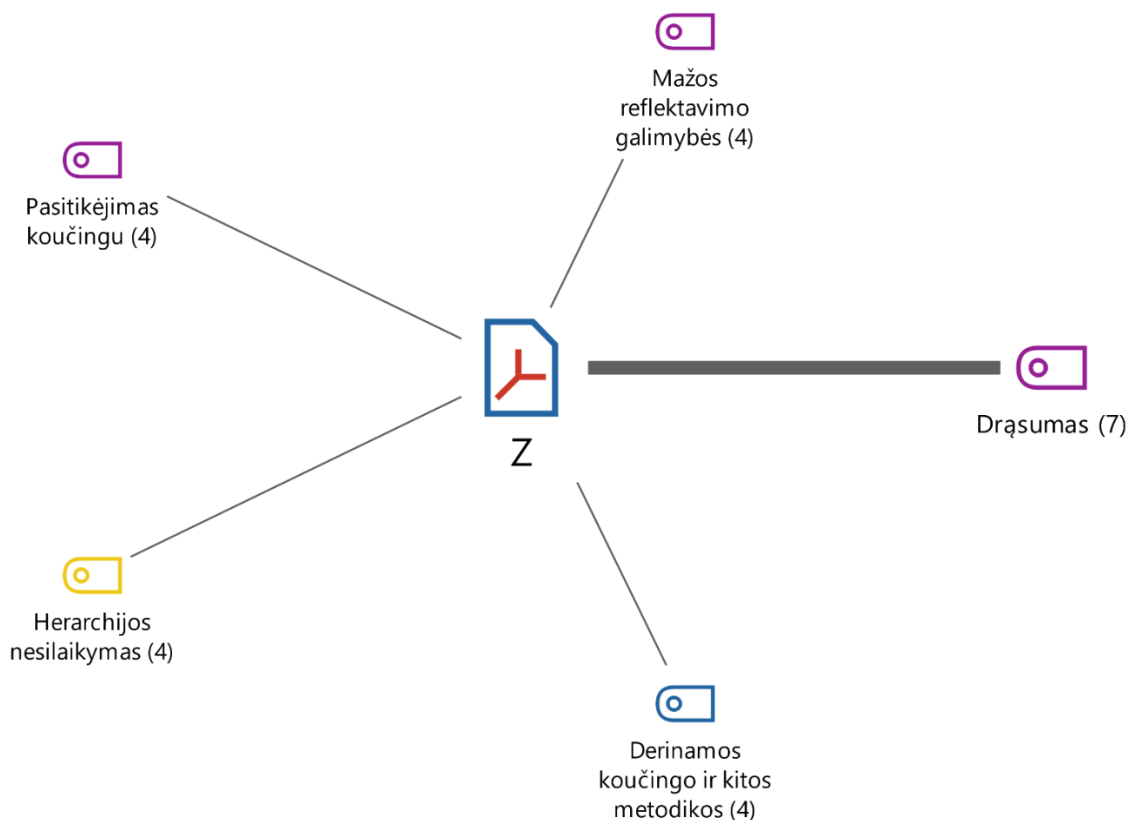 Mažos
reflektavimo
galimybės (4)
Pasitikėjimas
koučingu (4)
Z
Drąsumas (7)
Herarchijos
nesilaikymas (4)
Derinamos
koučingo ir kitos
metodikos (4)